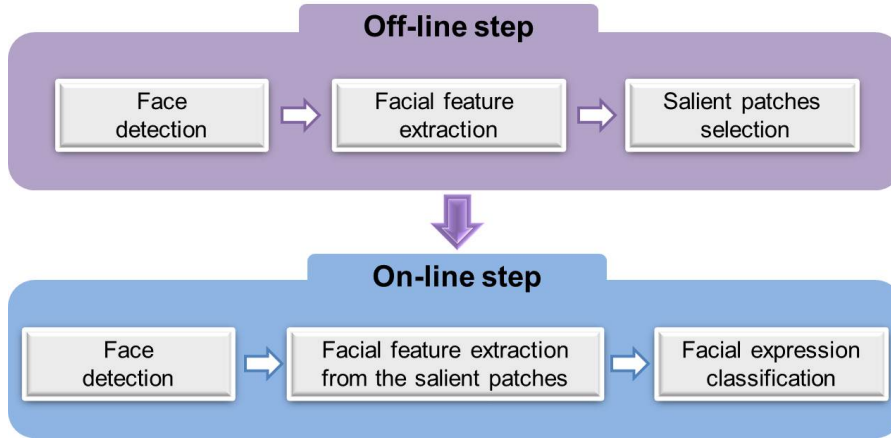 Off-line step
Face
detection
Facial feature
extraction
Salient patches
selection
On-line step
Face
detection
Facial feature extraction
from the salient patches
Facial expression
classification